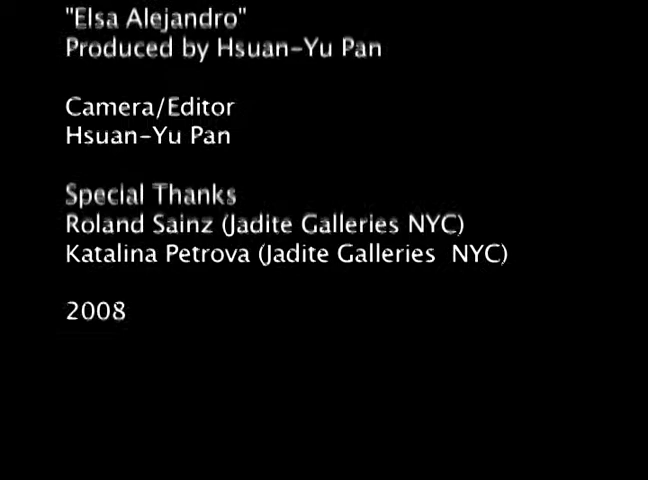 "Elsa Alejandro"
Produced by Hsuan-Yu Pan
Camera/Editor
Hsuan-Yu Pan
Special Thanks
Roland Sainz (Jadite Galleries NYC)
Katalina Petrova (Jadite Galleries  NYC)
2008